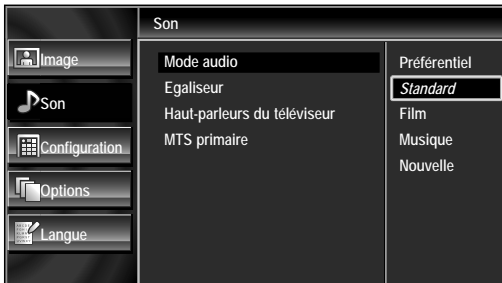 Son
Image
Son
Configuration
Options
Langue
Mode audio
Egaliseur
Haut-parleurs du téléviseur
MTS primaire
Préférentiel
Standard
Film
Musique
Nouvelle